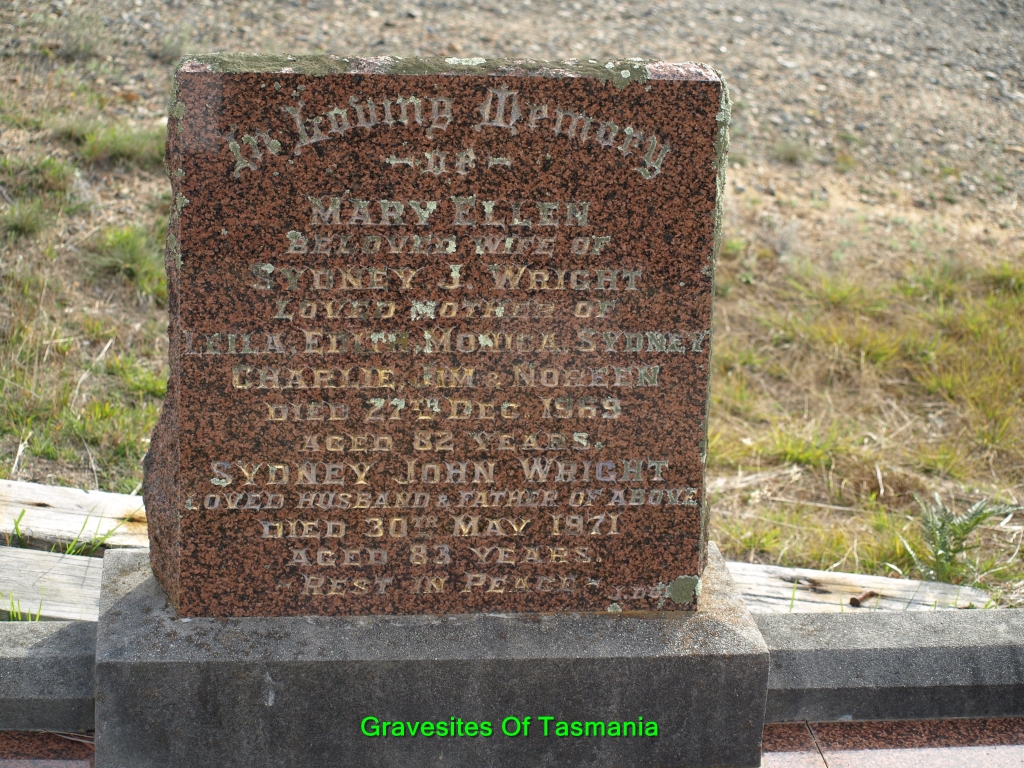 In Loving Memory
~ OF ~
MARY ELLEN
BELOVED WIFE OF
SYDNEY J. WRIGHT
LOVED MOTHER OF
LEILA, EDITH, MONICA, SYDNEY
CHARLIE, JIM & NOREEN
DIED 27TH DEC 1969
AGED 82 YEARS.
SYDNEY JOHN WRIGHT
LOVED HUSBAND & FATHER OF ABOVE
DIED 30TH MAY 1971
AGED 83 YEARS.
~ REST IN PEACE ~
Gravesites Of Tasmania